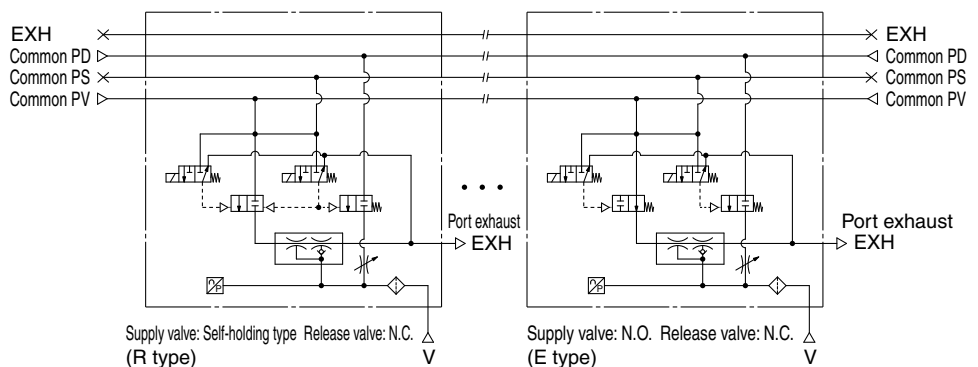 EXH
Common PD
Common PS
Common PV
EXH
Common PD
Common PS
Common PV
Port exhaust
EXH
Port exhaust
EXH
P
P
Supply valve: Self-holding type Release valve: N.C.
(R type)
V
Supply valve: N.O. Release valve: N.C.
(E type)
V